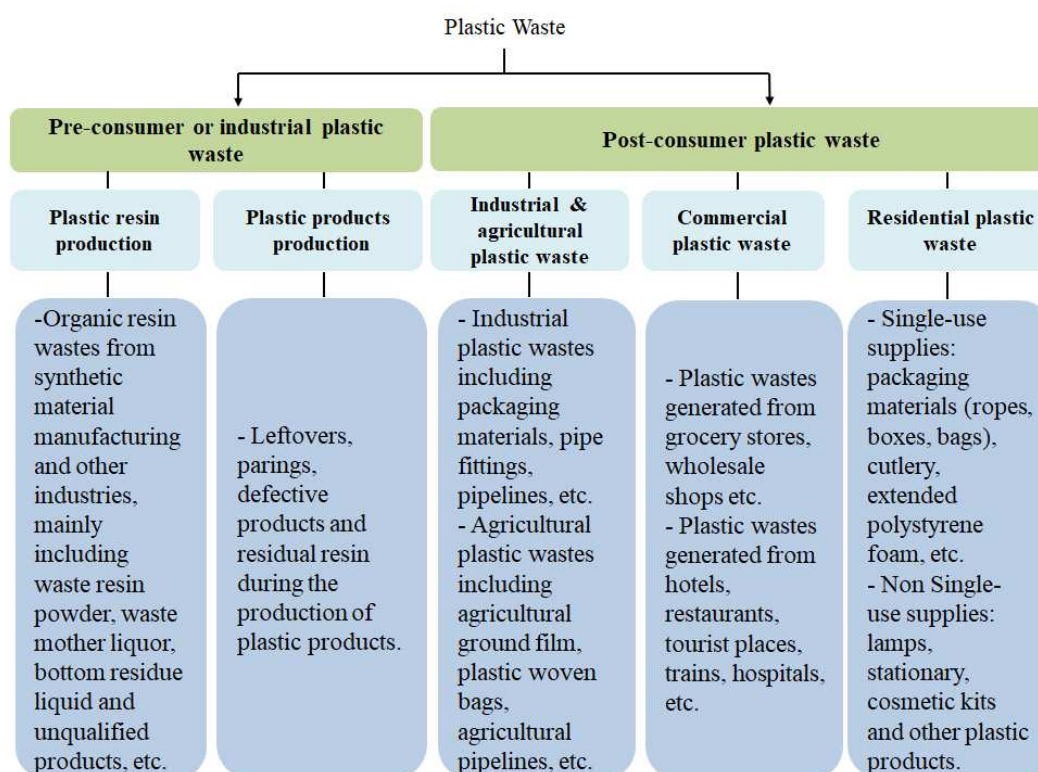 Plastic Waste
Pre-consumer or industrial plastic
waste
Post-consumer plastic waste
Plastic resin
production
Plastic products
production
Industrial &
agricultural
plastic waste
Commercial
plastic waste
Residential plastic
waste
-Organic resin
wastes from
synthetic
material
manufacturing
and other
industries,
mainly
including
waste resin
powder, waste
mother liquor,
bottom residue
liquid and
unqualified
products, etc.
- Leftovers,
parings,
defective
products and
residual resin
during the
production of
plastic products.
- Industrial
plastic wastes
including
packaging
materials, pipe
fittings,
pipelines, etc.
- Agricultural
plastic wastes
including
agricultural
ground film,
plastic woven
bags,
agricultural
pipelines, etc.
- Plastic wastes
generated from
grocery stores,
wholesale
shops etc.
- Plastic wastes
generated from
hotels,
restaurants,
tourist places,
trains, hospitals,
etc.
- Single-use
supplies:
packaging
materials (ropes,
boxes, bags),
cutlery,
extended
polystyrene
foam, etc.
- Non Single-
use supplies:
lamps,
stationary,
cosmetic kits
and other plastic
products.